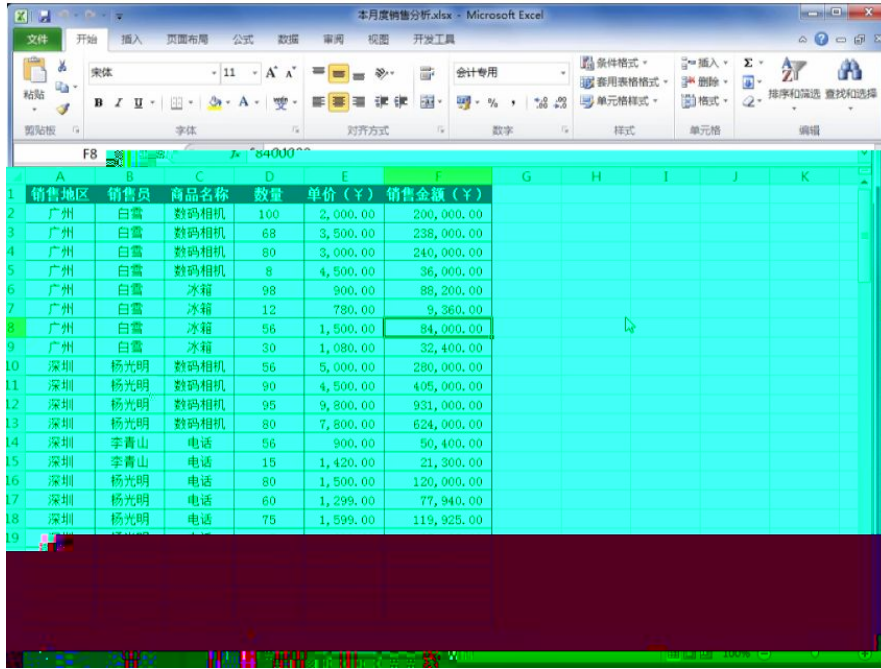 本月度销售分析.xlsx - Microsoft Excel
文件 开始 插入 页面布局 公式 数据 审阅 视图 开发工具
宋体 11 会计专用 条件格式 插入
粘贴 套用表格格式 删除 排序和筛选 查找和选择
B I U A 变 % 单元格样式 格式
剪贴板 字体 对齐方式 数字 样式 单元格 编辑
F8 fx
A B C D E F G H I J K
1 销售地区 销售员 商品名称 数量 单价（￥） 销售金额（￥）
2 广州 白雪 数码相机 100 2,000.00 200,000.00
3 广州 白雪 数码相机 68 3,500.00 238,000.00
4 广州 白雪 数码相机 80 3,000.00 240,000.00
5 广州 白雪 数码相机 8 4,500.00 36,000.00
6 广州 白雪 冰箱 98 900.00 88,200.00
7 广州 白雪 冰箱 12 780.00 9,360.00
8 广州 白雪 冰箱 56 1,500.00 84,000.00
9 广州 白雪 冰箱 30 1,080.00 32,400.00
10 深圳 杨光明 数码相机 56 5,000.00 280,000.00
11 深圳 杨光明 数码相机 90 4,500.00 405,000.00
12 深圳 杨光明 数码相机 95 9,800.00 931,000.00
13 深圳 杨光明 数码相机 80 7,800.00 624,000.00
14 深圳 李青山 电话 56 900.00 50,400.00
15 深圳 李青山 电话 15 1,420.00 21,300.00
16 深圳 杨光明 电话 80 1,500.00 120,000.00
17 深圳 杨光明 电话 60 1,299.00 77,940.00
18 深圳 杨光明 电话 75 1,599.00 119,925.00
19
100%